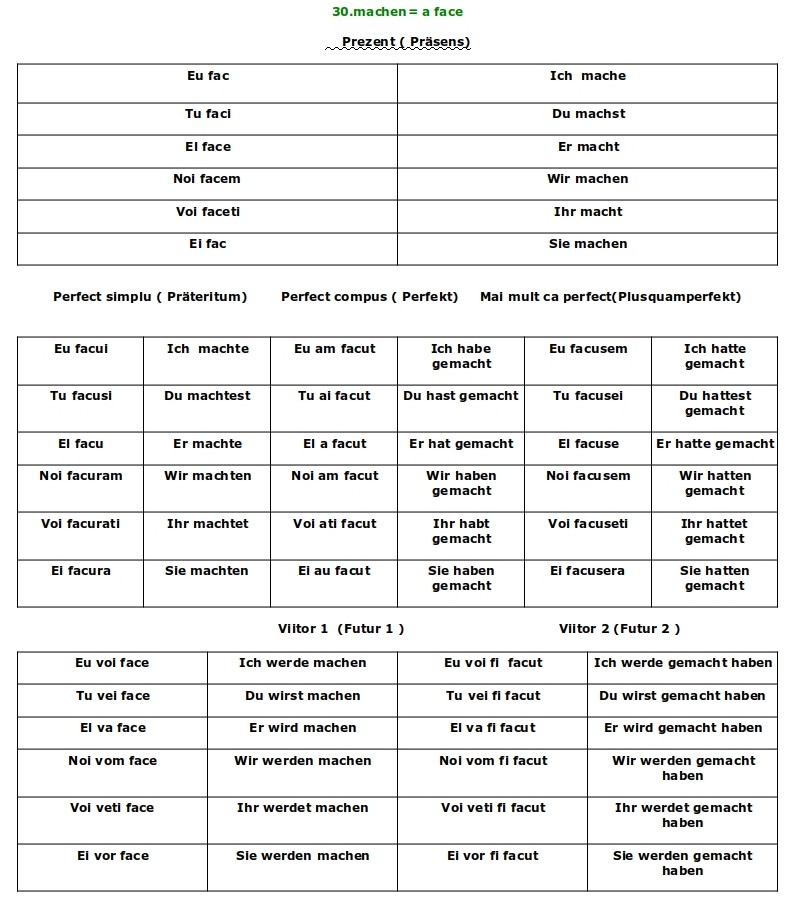 30.machen= a face
Prezent ( Präsens)
Eu fac Ich mache
Tu faci Du machst
El face Er macht
Noi facem Wir machen
Voi faceti Ihr macht
Ei fac Sie machen
Perfect simplu ( Präteritum) Perfect compus ( Perfekt) Mai mult ca perfect(Plusquamperfekt)
Eu facui Ich machte Eu am facut Ich habe Eu facusem Ich hatte
gemacht gemacht
Tu facusi Du machtest Tu ai facut Du hast gemacht Tu facusei Du hattest
gemacht
El facu Er machte El a facut Er hat gemacht El facuse Er hatte gemacht
Noi facuram Wir machten Noi am facut Wir haben Noi facusem Wir hatten
gemacht gemacht
Voi facurati Ihr machtet Voi ati facut Ihr habt Voi facuseti Ihr hattet
gemacht gemacht
Ei facura Sie machten Ei au facut Sie haben Ei facusera Sie hatten
gemacht gemacht
Viitor 1 (Futur 1 ) Viitor 2 (Futur 2 )
Eu voi face Ich werde machen Eu voi fi facut Ich werde gemacht haben
Tu vei face Du wirst machen Tu vei fi facut Du wirst gemacht haben
El va face Er wird machen El va fi facut Er wird gemacht haben
Noi vom face Wir werden machen Noi vom fi facut Wir werden gemacht
haben
Voi veti face Ihr werdet machen Voi veti fi facut Ihr werdet gemacht
haben
Ei vor face Sie werden machen Ei vor fi facut Sie werden gemacht
haben